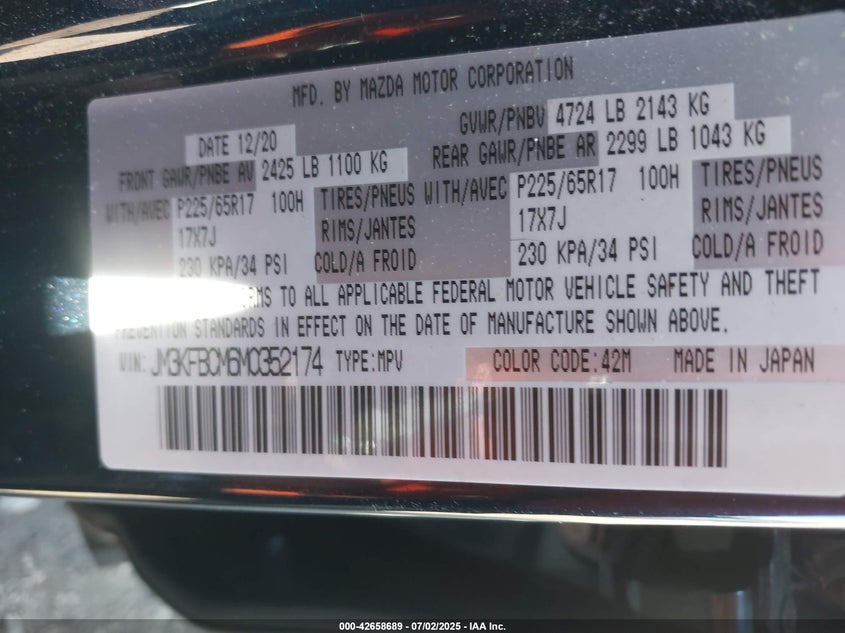 MFD. BY MAZDA MOTOR CORPORATION
DATE 12/20 GVWR/PNBV 4724 LB 2143 KG
FRONT GAWR/PNBE AV 2425 LB 1100 KG REAR GAWR/PNBE AR 2299 LB 1043 KG
WITH/AVEC P225/65R17 100H TIRES/PNEUS WITH/AVEC P225/65R17 100H TIRES/PNEUS
17X7J RIMS/JANTES 17X7J RIMS/JANTES
230 KPA/34 PSI COLD/A FROID 230 KPA/34 PSI COLD/A FROID
TO ALL APPLICABLE FEDERAL MOTOR VEHICLE SAFETY AND THEFT
PREVENTION STANDARDS IN EFFECT ON THE DATE OF MANUFACTURE SHOWN ABOVE.
VIN: JM3KFBCM6M0352174 TYPE:MPV COLOR CODE:42M MADE IN JAPAN
000-42658689 - 07/02/2025 - IAA Inc.